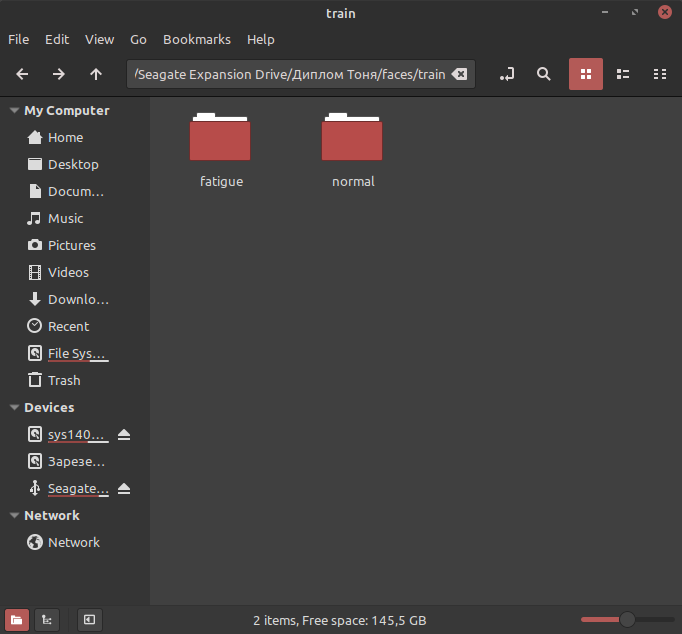 train
File Edit View Go Bookmarks Help
/Seagate Expansion Drive/Диплом Тоня/faces/train
My Computer
Home
Desktop
Docum...
Music
Pictures
Videos
Downlo...
Recent
File Sys...
Trash
Devices
sys140...
Зарезе...
Seagate...
Network
Network
fatigue
normal
2 items, Free space: 145,5 GB